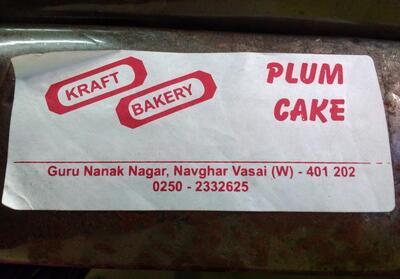 KRAFT
BAKERY
PLUM
CAKE
Guru Nanak Nagar, Navghar Vasai (W) - 401 202
0250 - 2332625